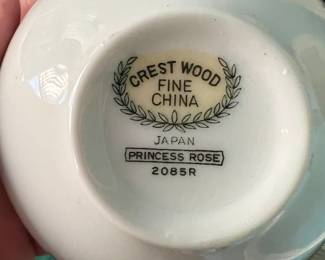 CREST WOOD
FINE
CHINA
JAPAN
PRINCESS ROSE
2085R